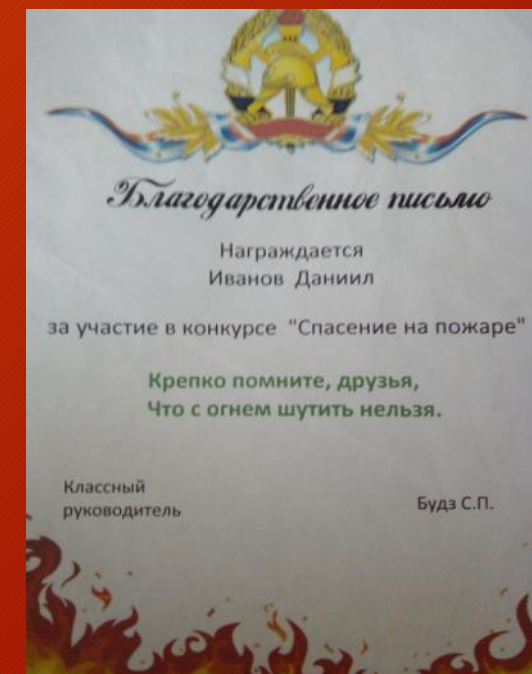 Благодарственное письмо
Награждается
Иванов Даниил
за участие в конкурсе "Спасение на пожаре"
Крепко помните, друзья,
Что с огнем шутить нельзя.
Классный
руководитель
Будз С.П.